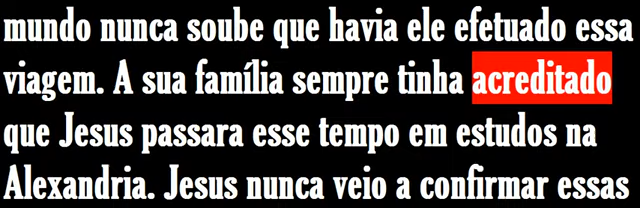 mundo nunca soube que havia ele efetuado essa
viagem. A sua família sempre tinha acreditado
que Jesus passara esse tempo em estudos na
Alexandria. Jesus nunca veio a confirmar essas